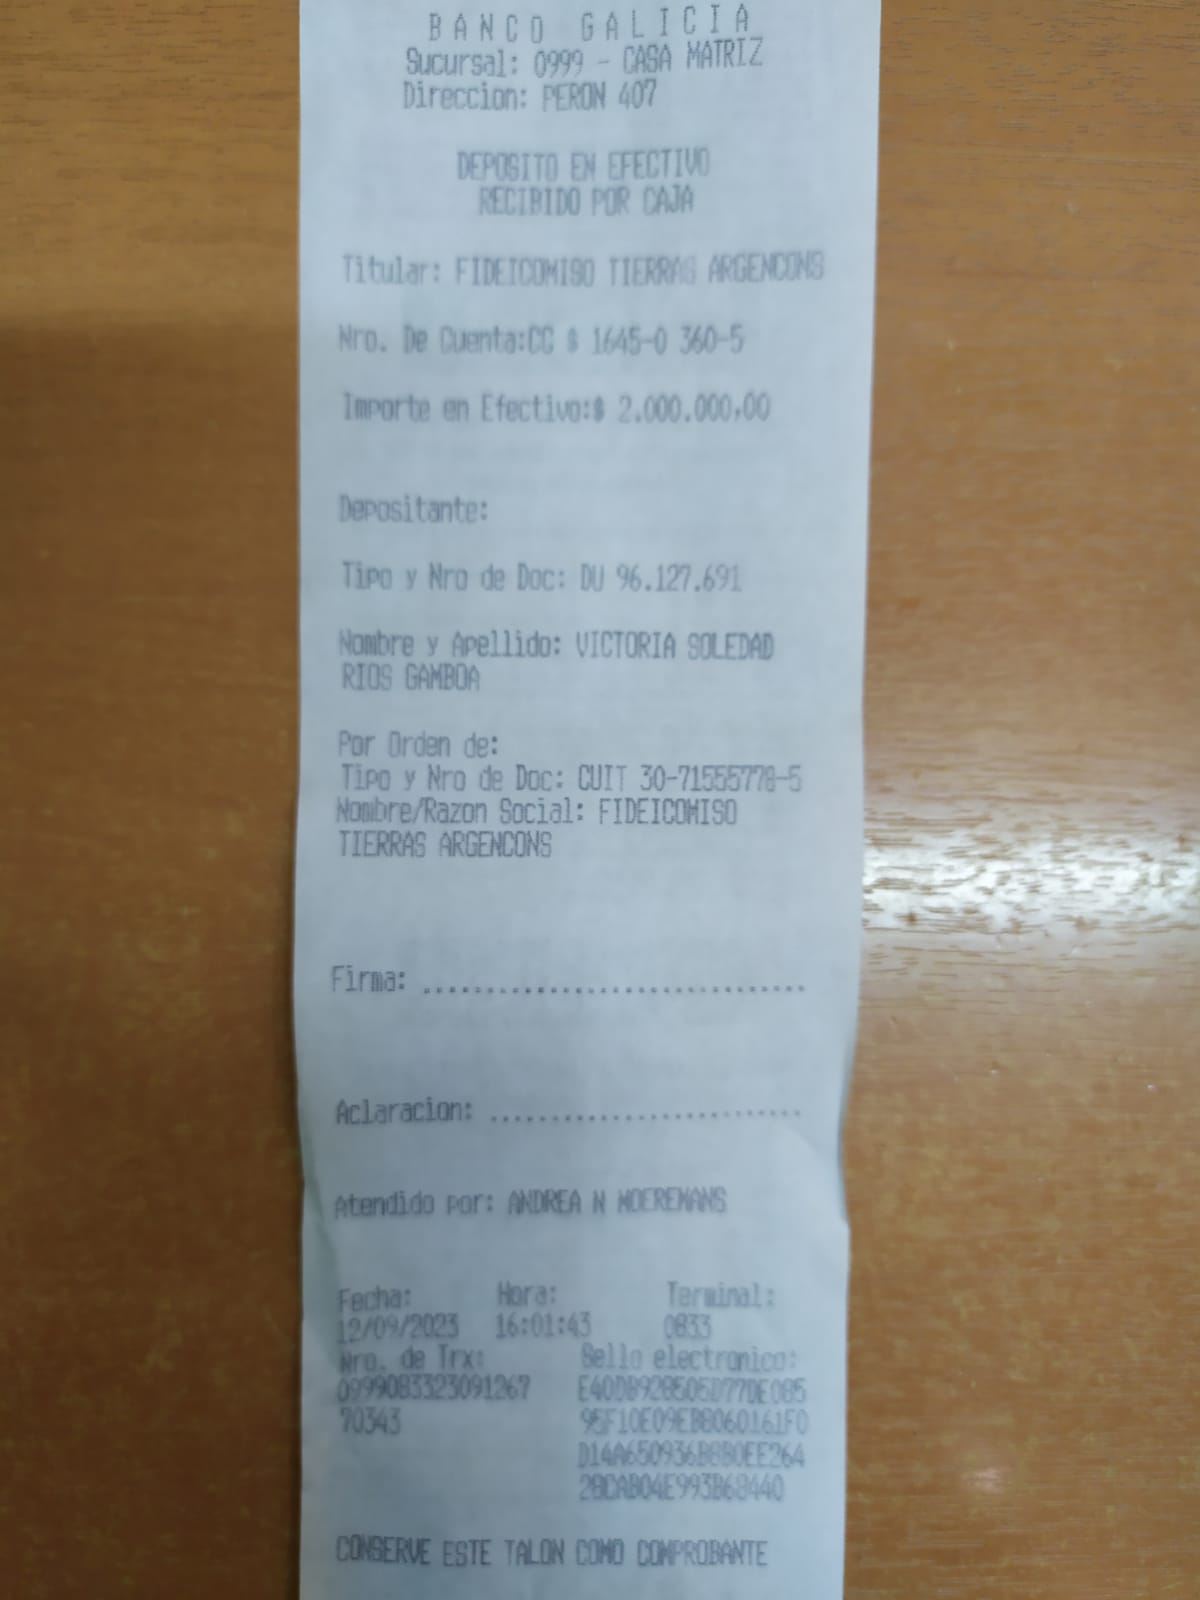 BANCO GALICIA
Sucursal: 0999 - CASA MATRIZ
Direccion: PERON 407
DEPOSITO EN EFECTIVO
RECIBIDO POR CAJA
Titular: FIDEICOMISO TIERRAS ARGENCONS
Nro. De Cuenta:CC $ 1645-0 360-5
Importe en Efectivo:$ 2.000.000,00
Depositante:
Tipo y Nro de Doc: DU 96.127.691
Nombre y Apellido: VICTORIA SOLEDAD
RIOS GAMBOA
Por Orden de:
Tipo y Nro de Doc: CUIT 30-71555778-5
Nombre/Razon Social: FIDEICOMISO
TIERRAS ARGENCONS
Firma: ...............................
Aclaracion: ..........................
Atendido por: ANDREA N MOEREMANS
Fecha: Hora: Terminal:
12/09/2023 16:01:43 0833
Nro. de Trx: Sello electronico:
0999083323091267
70343 95F10E09EB8060161F0
CONSERVE ESTE TALON COMO COMPROBANTE